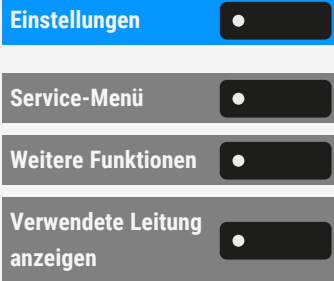 Einstellungen
Service-Menü
Weitere Funktionen
Verwendete Leitung
anzeigen